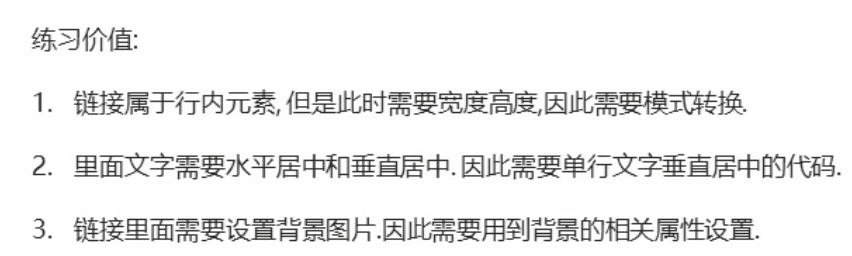 练习价值:
1. 链接属于行内元素, 但是此时需要宽度高度,因此需要模式转换.
2. 里面文字需要水平居中和垂直居中. 因此需要单行文字垂直居中的代码.
3. 链接里面需要设置背景图片.因此需要用到背景的相关属性设置.